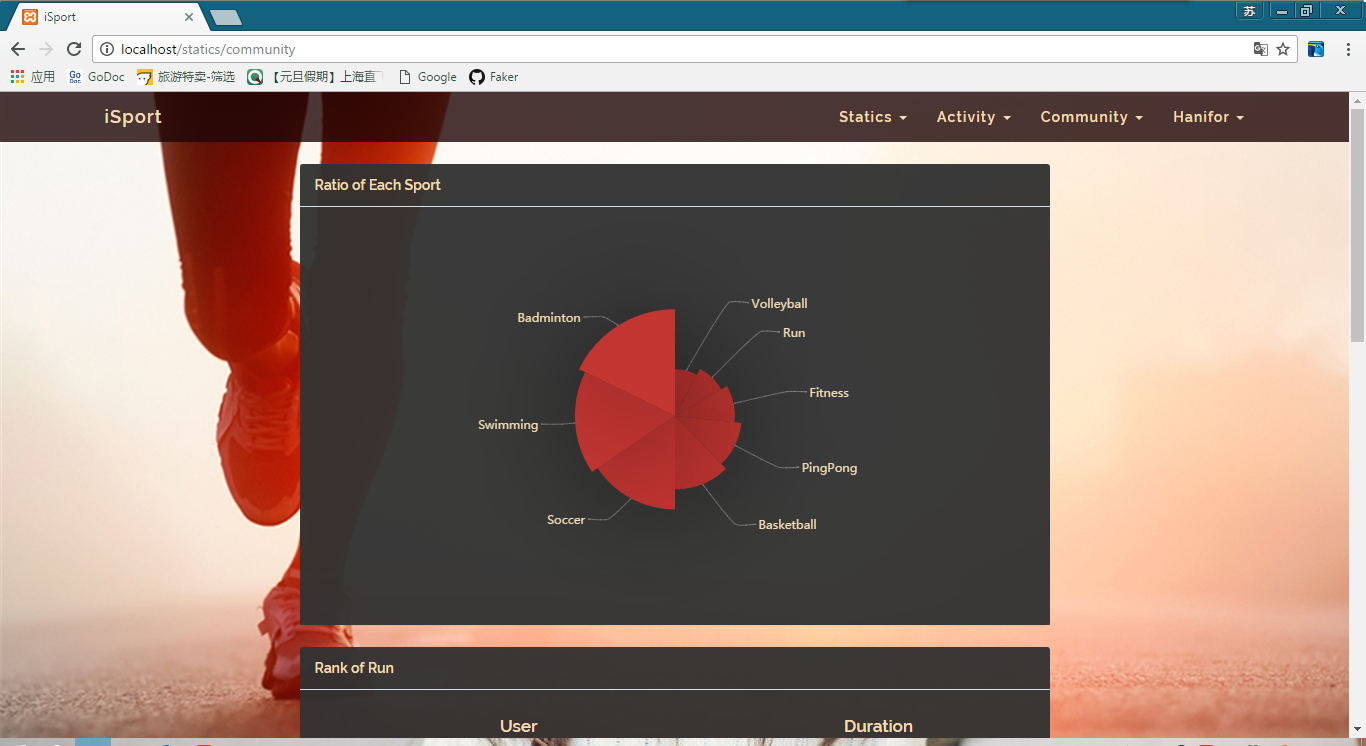 iSport
苏
localhost/statics/community
应用 GoDoc 旅游特卖-筛选 【元旦假期】上海直 Google Faker
iSport Statics Activity Community Hanifor
Ratio of Each Sport
Volleyball
Badminton
Run
Fitness
Swimming
PingPong
Soccer
Basketball
Rank of Run
User Duration